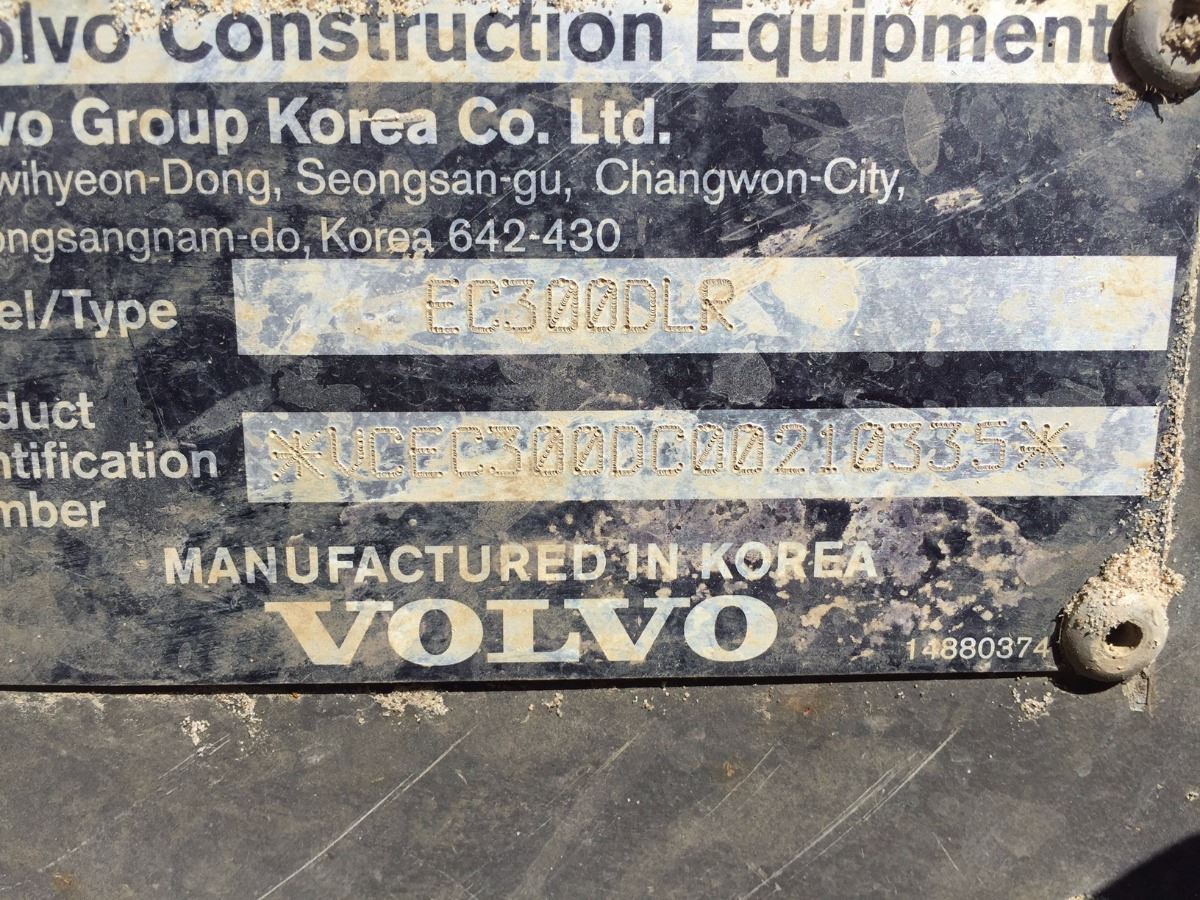 olvo Construction Equipment
vo Group Korea Co. Ltd.
wihyeon-Dong, Seongsan-gu, Changwon-City,
ongsangnam-do, Korea 642-430
el/Type EC300DLR
duct
ntification
mber
*VCEC300DC00210335*
MANUFACTURED IN KOREA
VOLVO
14880374